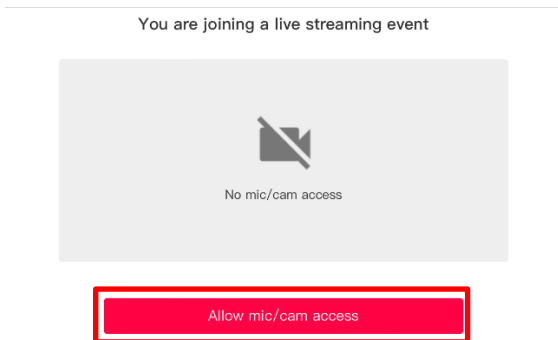 You are joining a live streaming event
No mic/cam access
Allow mic/cam access